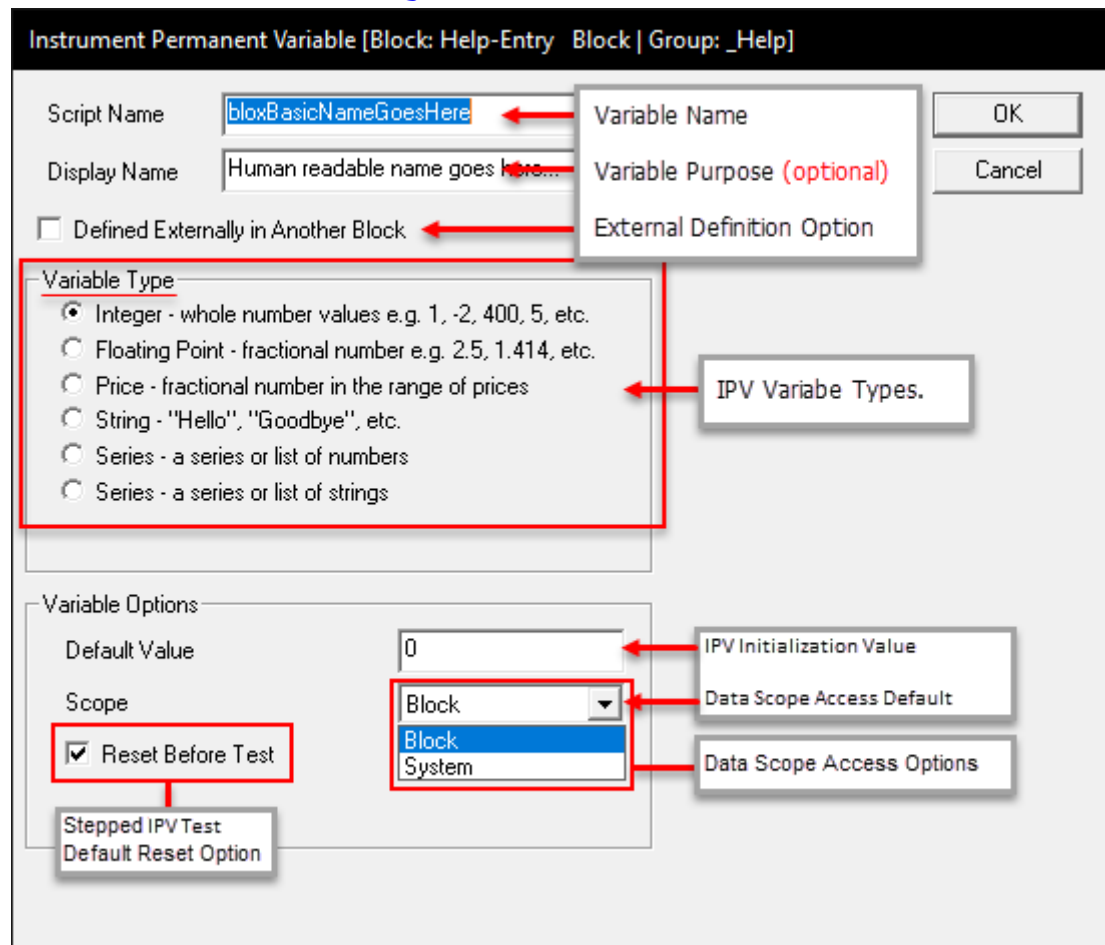 Instrument Permanent Variable [Block: Help-Entry Block | Group: _Help]
Script Name bloxBasicNameGoesHere Variable Name OK
Display Name Human readable name goes here... Variable Purpose (optional) Cancel
Defined Externally in Another Block External Definition Option
Variable Type
Integer - whole number values e.g. 1, -2, 400, 5, etc.
Floating Point - fractional number e.g. 2.5, 1.414, etc.
Price - fractional number in the range of prices IPV Variabe Types.
String - "Hello", "Goodbye", etc.
Series - a series or list of numbers
Series - a series or list of strings
Variable Options
Default Value 0 IPV Initialization Value
Scope Block Data Scope Access Default
Block
Reset Before Test System Data Scope Access Options
Stepped IPV Test
Default Reset Option